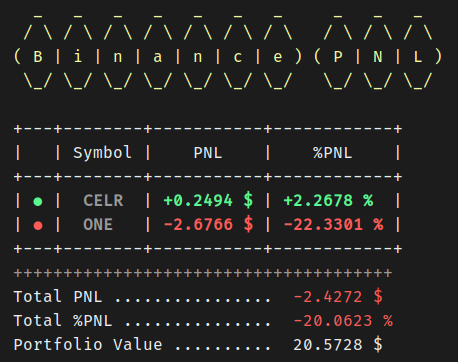 _   _   _   _   _   _   _     _   _   _
 / \ / \ / \ / \ / \ / \ / \   / \ / \ / \
( B | i | n | a | n | c | e ) ( P | N | L )
 \_/ \_/ \_/ \_/ \_/ \_/ \_/   \_/ \_/ \_/
+---+--------+-----------+------------+
|   | Symbol |    PNL    |    %PNL    |
+---+--------+-----------+------------+
| ● |  CELR  | +0.2494 $ | +2.2678 %  |
| ● |  ONE   | -2.6766 $ | -22.3301 % |
+---+--------+-----------+------------+
++++++++++++++++++++++++++++++++++++++
Total PNL ................  -2.4272 $
Total %PNL ...............  -20.0623 %
Portfolio Value ..........  20.5728 $